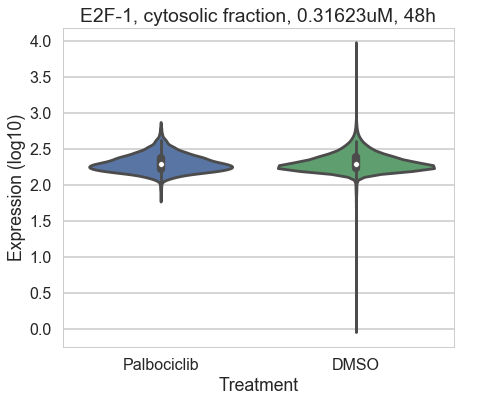 E2F-1, cytosolic fraction, 0.31623uM, 48h
Expression (log10)
4.0
3.5
3.0
2.5
2.0
1.5
1.0
0.5
0.0
Palbociclib
DMSO
Treatment